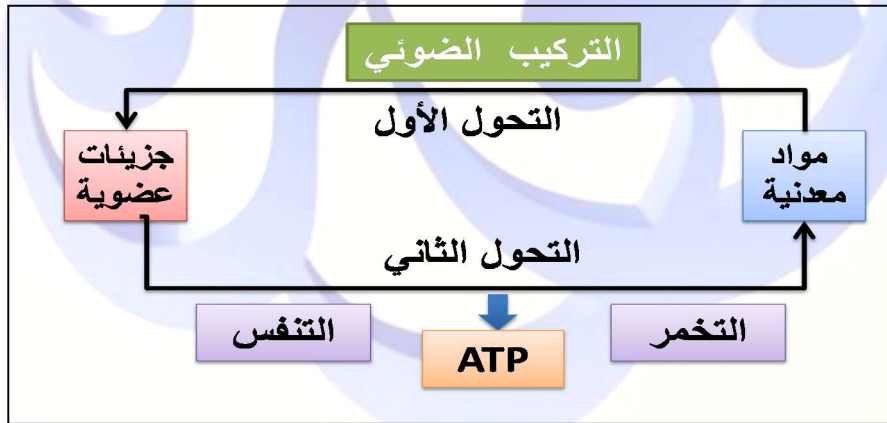 التركيب الضوئي
التحول الأول
مواد
معدنية
جزيئات
عضوية
التحول الثاني
التخمر
التنفس
ATP